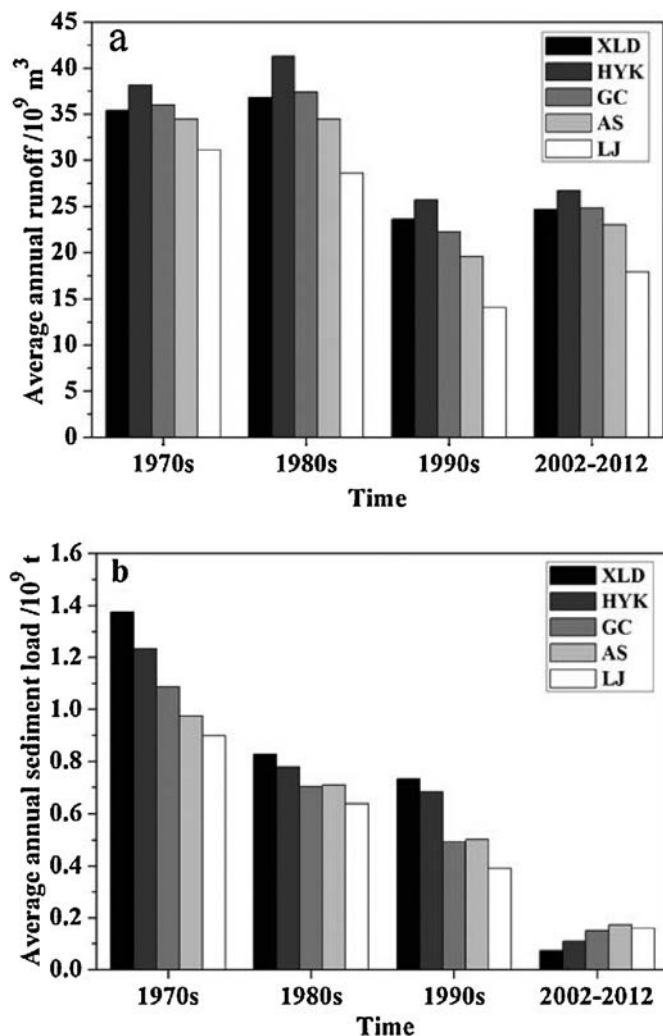 a
Average annual runoff /10⁹ m³
45
40
35
30
25
20
15
10
5
0
XLD
HYK
GC
AS
LJ
1970s 1980s 1990s 2002-2012
Time
b
Average annual sediment load /10⁹ t
1.6
1.4
1.2
1.0
0.8
0.6
0.4
0.2
0.0
XLD
HYK
GC
AS
LJ
1970s 1980s 1990s 2002-2012
Time